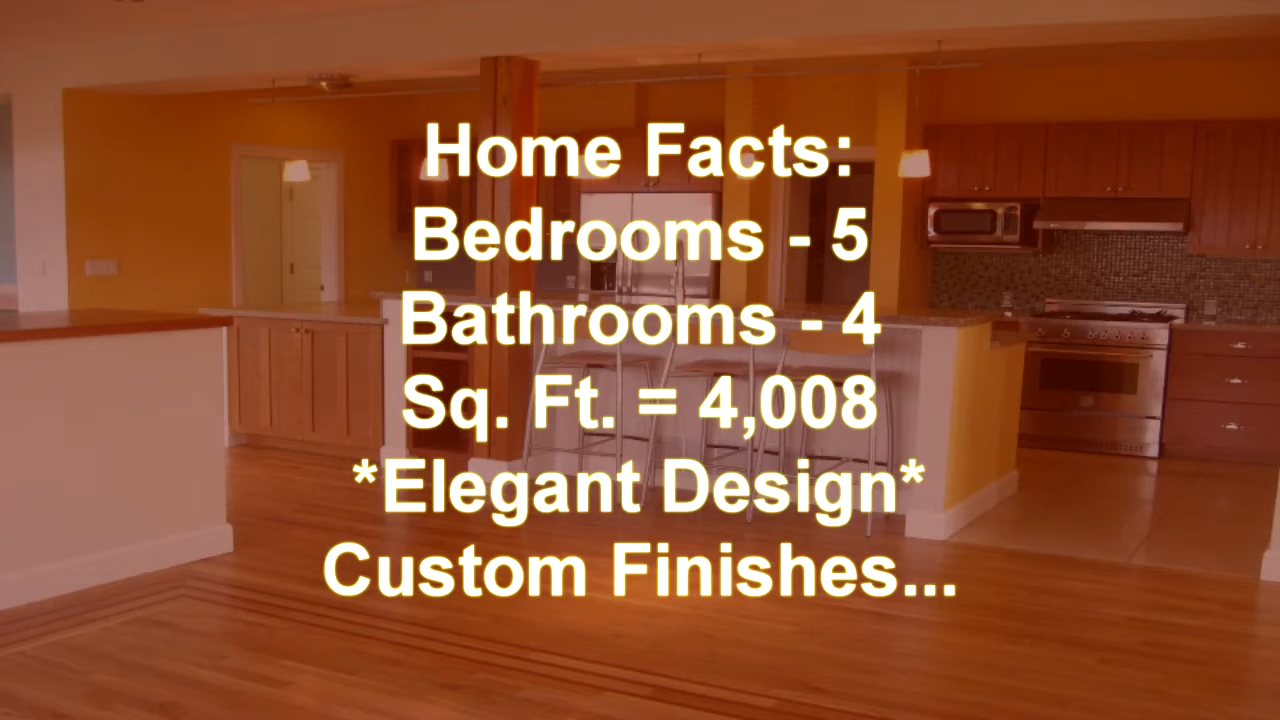 Home Facts:
Bedrooms - 5
Bathrooms - 4
Sq. Ft. = 4,008
*Elegant Design*
Custom Finishes...